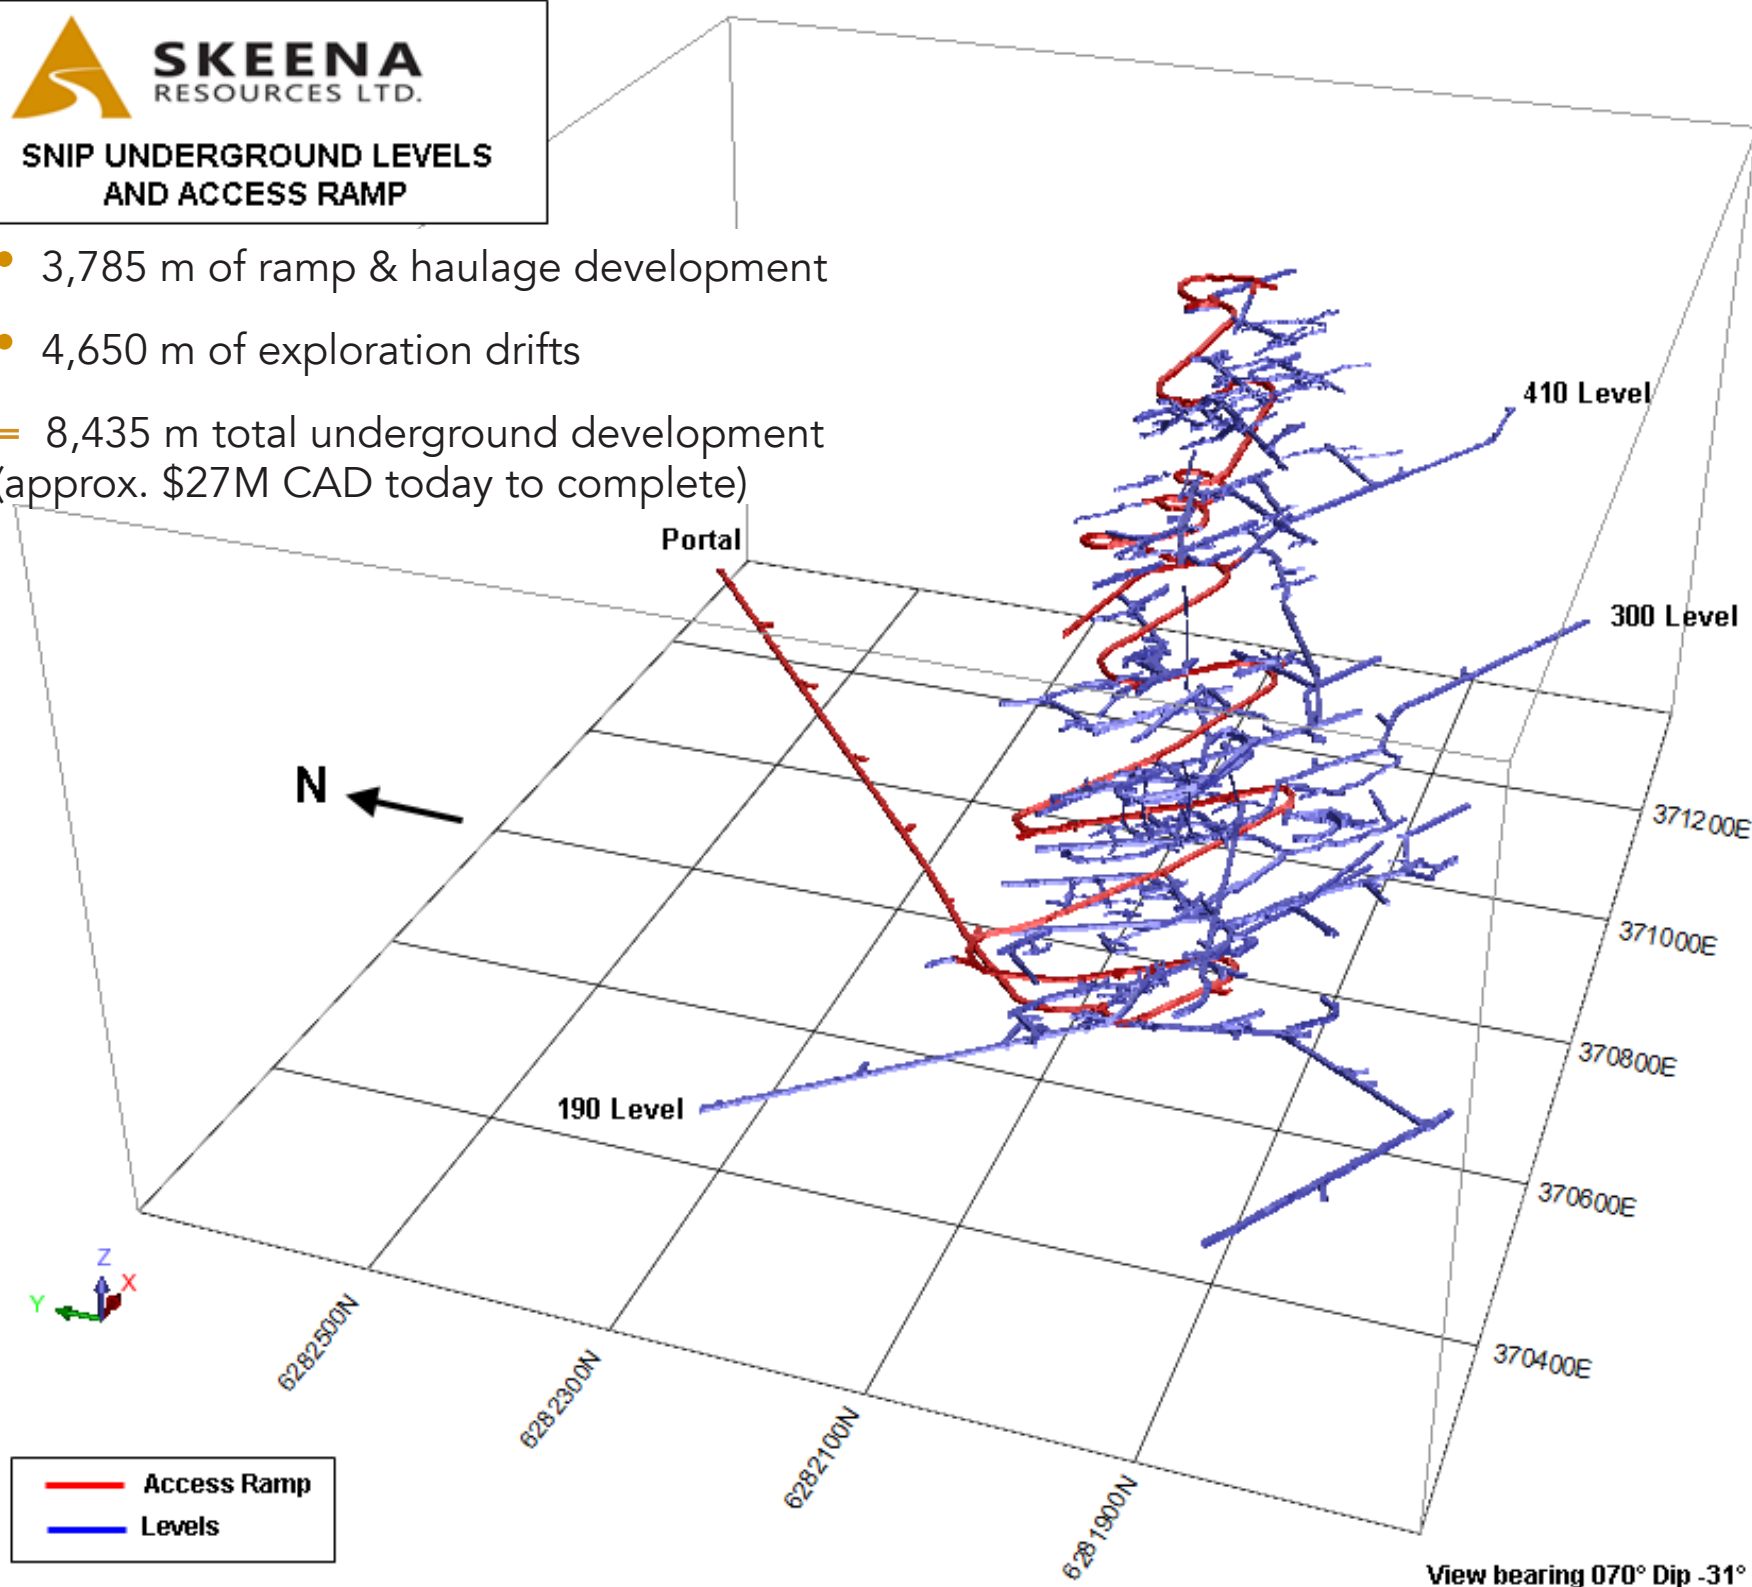 SKEENA
RESOURCES LTD.
SNIP UNDERGROUND LEVELS
AND ACCESS RAMP
• 3,785 m of ramp & haulage development
• 4,650 m of exploration drifts
= 8,435 m total underground development
(approx. $27M CAD today to complete)
410 Level
Portal
300 Level
N
371200E
371000E
370800E
190 Level
370600E
370400E
Z
X
Y
6282500N
6282300N
6282100N
6281900N
Access Ramp
Levels
View bearing 070° Dip -31°